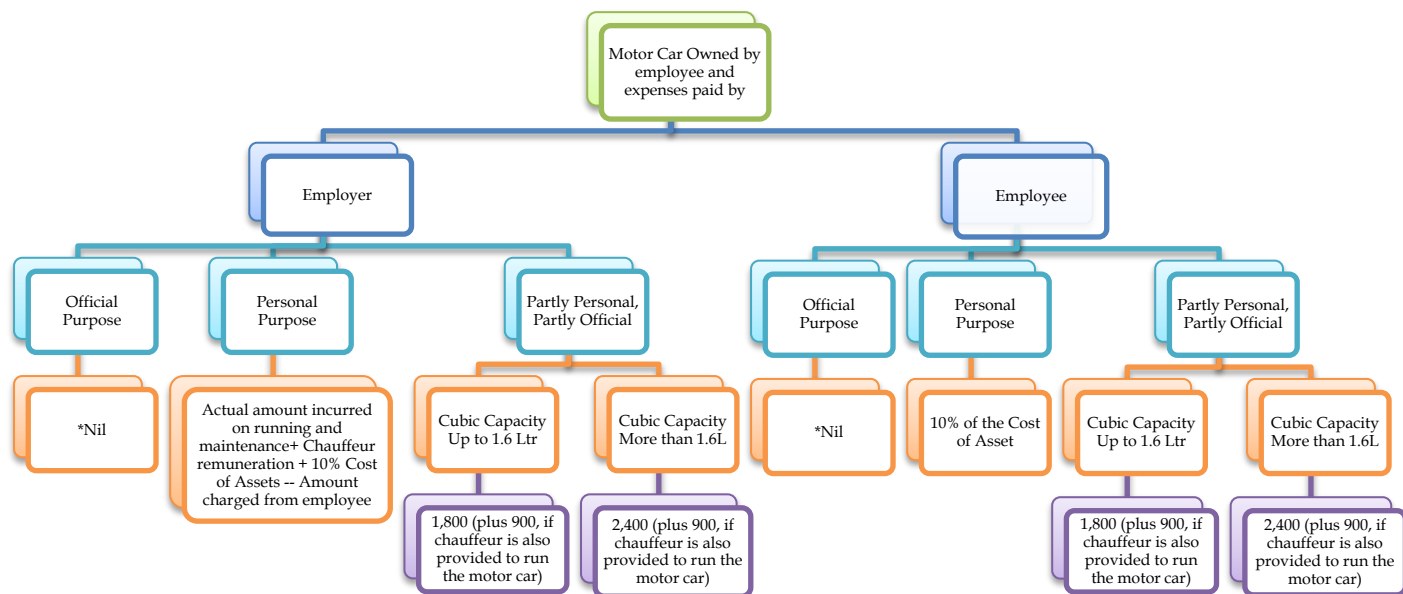 Motor Car Owned by
employee and
expenses paid by
Employer
Employee
Official
Purpose
Personal
Purpose
Partly Personal,
Partly Official
Official
Purpose
Personal
Purpose
Partly Personal,
Partly Official
*Nil
Actual amount incurred
on running and
maintenance+ Chauffeur
remuneration + 10% Cost
of Assets -- Amount
charged from employee
Cubic Capacity
Up to 1.6 Ltr
Cubic Capacity
More than 1.6L
*Nil
10% of the Cost
of Asset
Cubic Capacity
Up to 1.6 Ltr
Cubic Capacity
More than 1.6L
1,800 (plus 900, if
chauffeur is also
provided to run
the motor car)
2,400 (plus 900, if
chauffeur is also
provided to run the
motor car)
1,800 (plus 900, if
chauffeur is also
provided to run
the motor car)
2,400 (plus 900, if
chauffeur is also
provided to run the
motor car)